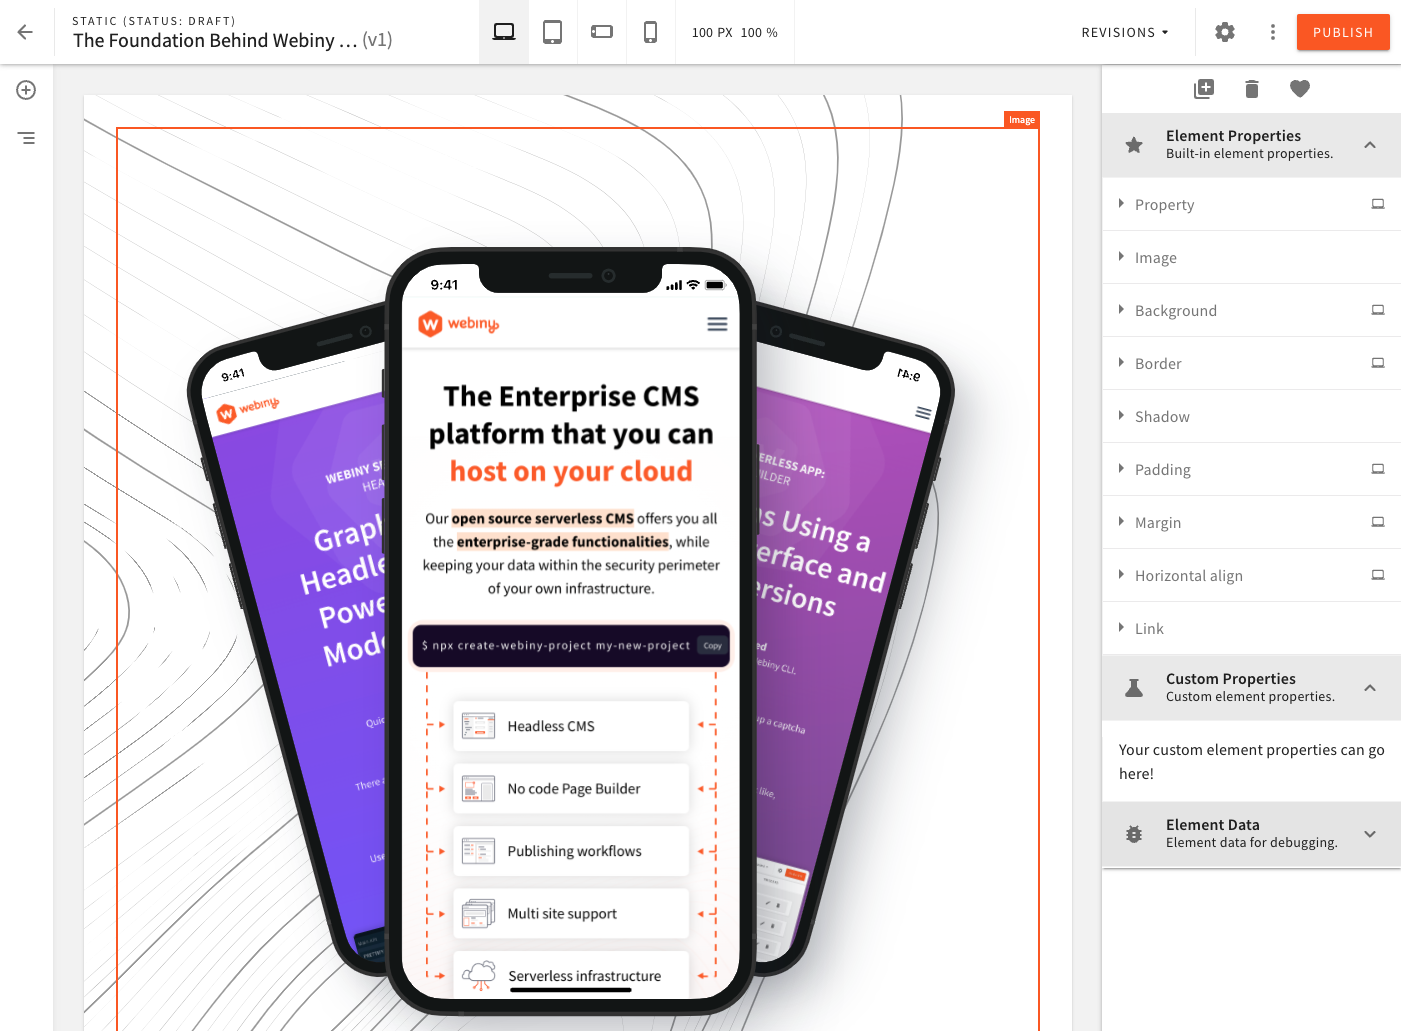 STATIC (STATUS: DRAFT)
The Foundation Behind Webiny ... (v1)
100 PX 100 %
REVISIONS
PUBLISH
Image
9:41
webiny
The Enterprise CMS
platform that you can
host on your cloud
Our open source serverless CMS offers you all
the enterprise-grade functionalities, while
keeping your data within the security perimeter
of your own infrastructure.
$ npx create-webiny-project my-new-project
Copy
Headless CMS
No code Page Builder
Publishing workflows
Multi site support
Serverless infrastructure
9:41
webiny
WEBINY SE
HEA
Graph
Headle
Powe
Mode
Quic
There a
Use
9:41
ERLESS APP:
ILDER
ns Using a
erface and
ersions
ed
ebiny CLI.
up a captcha
like,
Element Properties
Built-in element properties.
Property
Image
Background
Border
Shadow
Padding
Margin
Horizontal align
Link
Custom Properties
Custom element properties.
Your custom element properties can go
here!
Element Data
Element data for debugging.